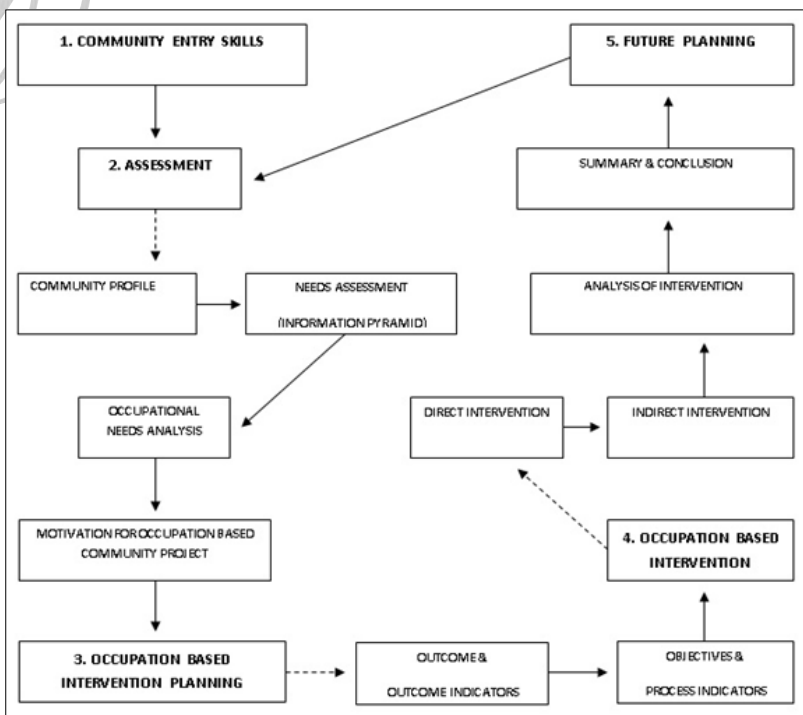 1. COMMUNITY ENTRY SKILLS
5. FUTURE PLANNING
2. ASSESSMENT
SUMMARY & CONCLUSION
COMMUNITY PROFILE
NEEDS ASSESSMENT
(INFORMATION PYRAMID)
ANALYSIS OF INTERVENTION
OCCUPATIONAL
NEEDS ANALYSIS
DIRECT INTERVENTION
INDIRECT INTERVENTION
MOTIVATION FOR OCCUPATION BASED
COMMUNITY PROJECT
4. OCCUPATION BASED
INTERVENTION
3. OCCUPATION BASED
INTERVENTION PLANNING
OUTCOME &
OUTCOME INDICATORS
OBJECTIVES &
PROCESS INDICATORS